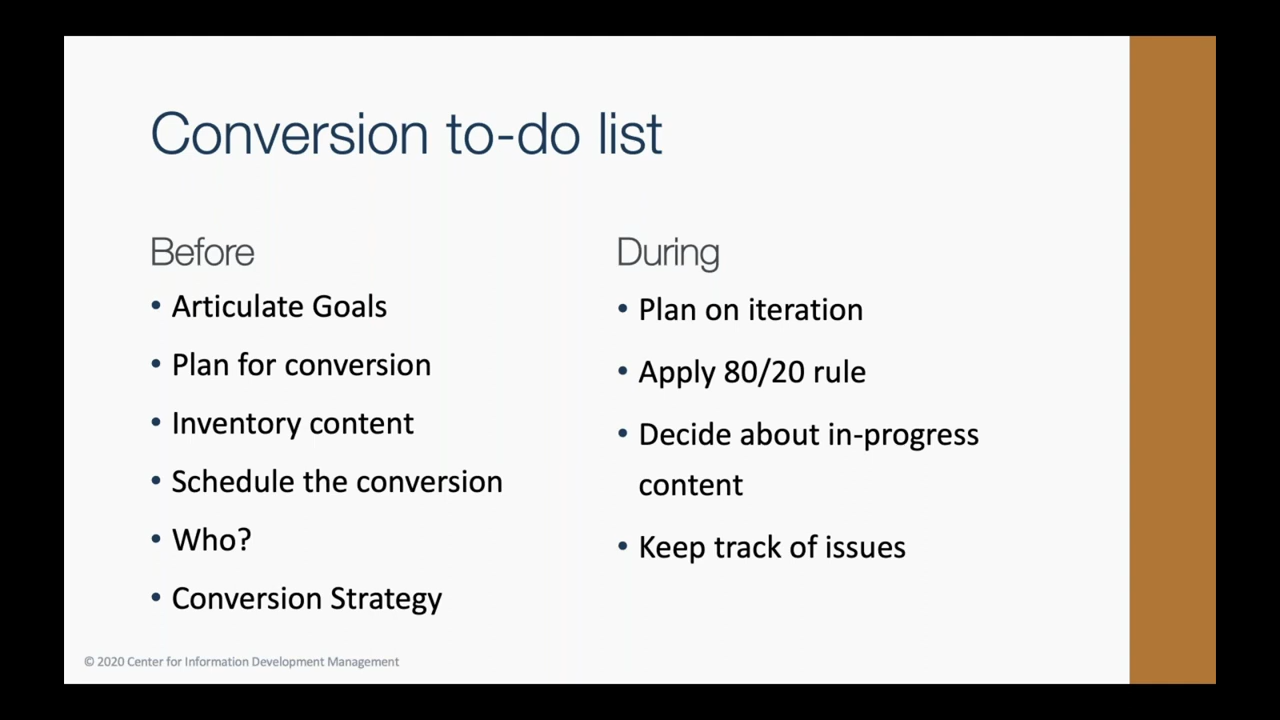 Conversion to-do list
Before
• Articulate Goals
• Plan for conversion
• Inventory content
• Schedule the conversion
• Who?
• Conversion Strategy
During
• Plan on iteration
• Apply 80/20 rule
• Decide about in-progress
content
• Keep track of issues
© 2020 Center for Information Development Management